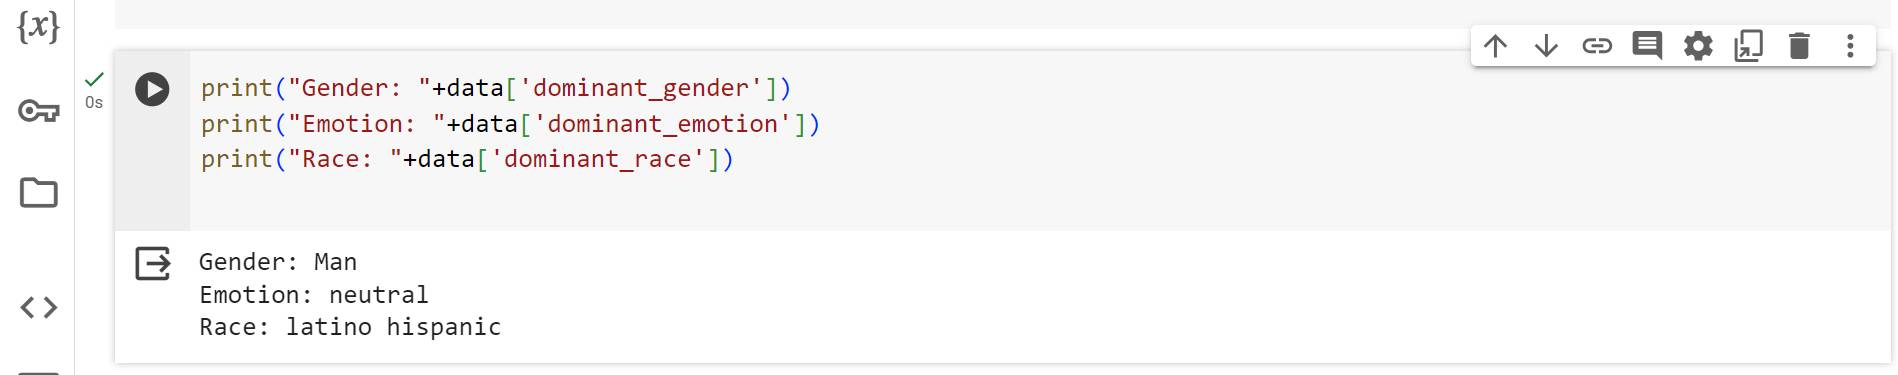 {x}
0s
print("Gender: "+data['dominant_gender'])
print("Emotion: "+data['dominant_emotion'])
print("Race: "+data['dominant_race'])
Gender: Man
Emotion: neutral
Race: latino hispanic